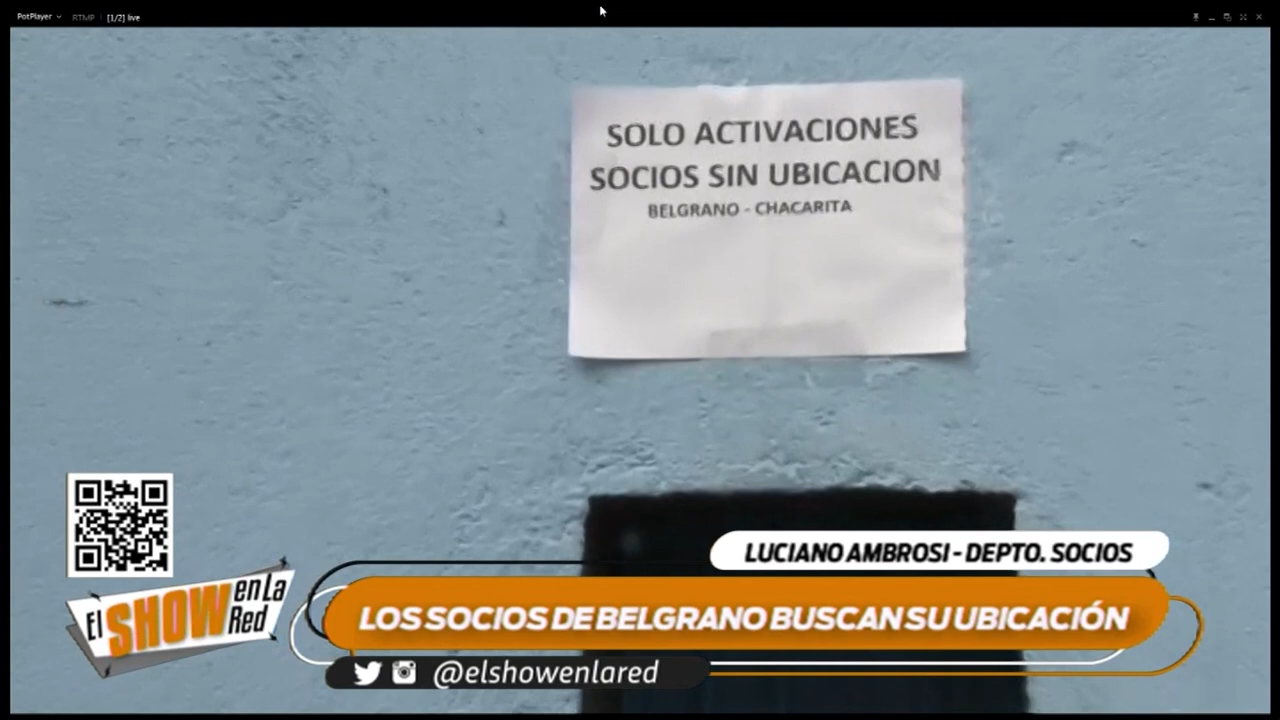 PotPlayer
RTMP
[1/2] live
SOLO ACTIVACIONES
SOCIOS SIN UBICACION
BELGRANO - CHACARITA
LUCIANO AMBROSI - DEPTO. SOCIOS
El SHOW en La Red
LOS SOCIOS DE BELGRANO BUSCAN SU UBICACIÓN
@elshowenlared